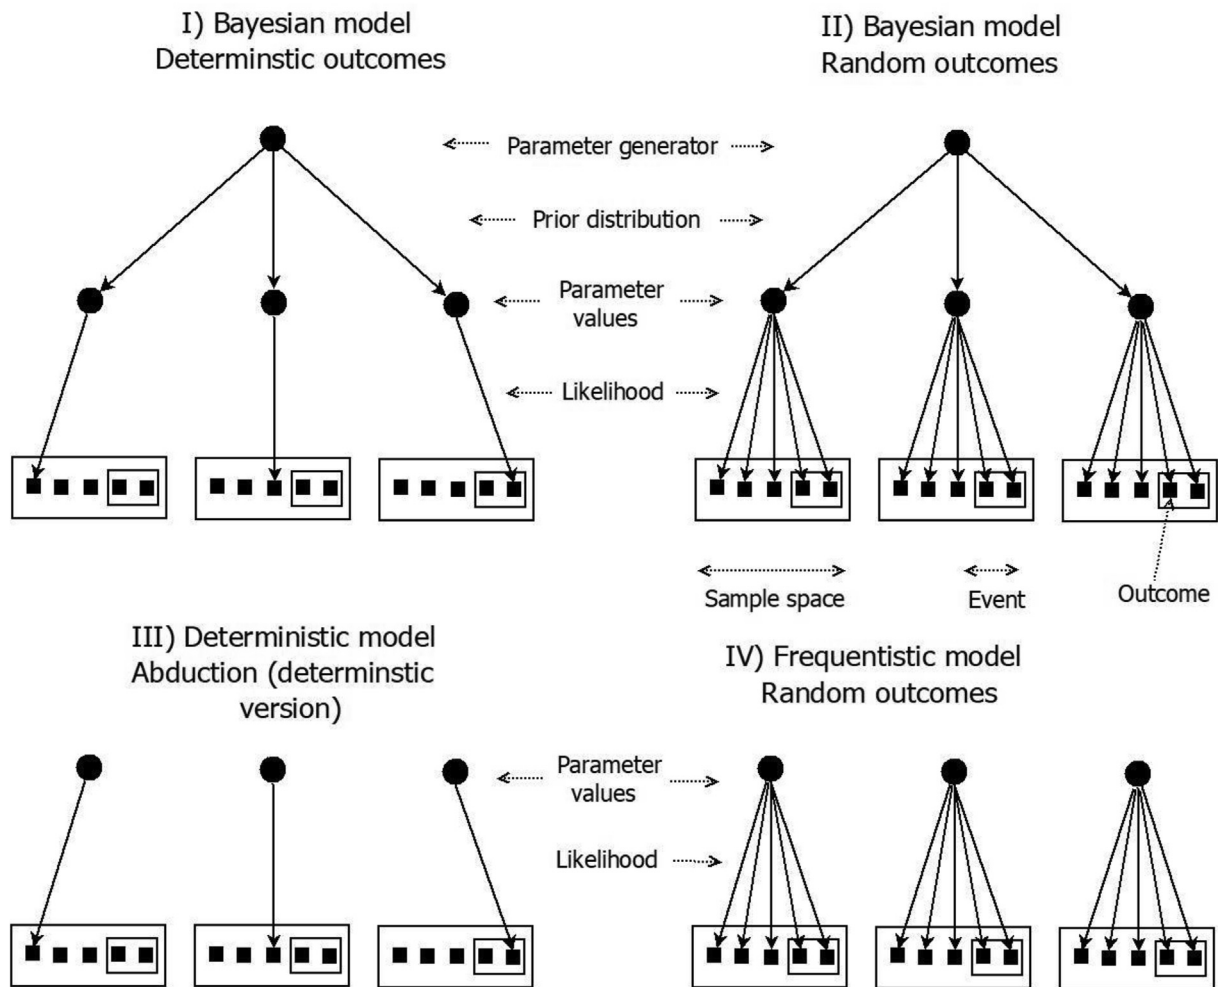 I) Bayesian model
Determinstic outcomes
II) Bayesian model
Random outcomes
Parameter generator
Prior distribution
Parameter
values
Likelihood
Sample space
Event
Outcome
III) Deterministic model
Abduction (determinstic
version)
IV) Frequentistic model
Random outcomes
Parameter
values
Likelihood